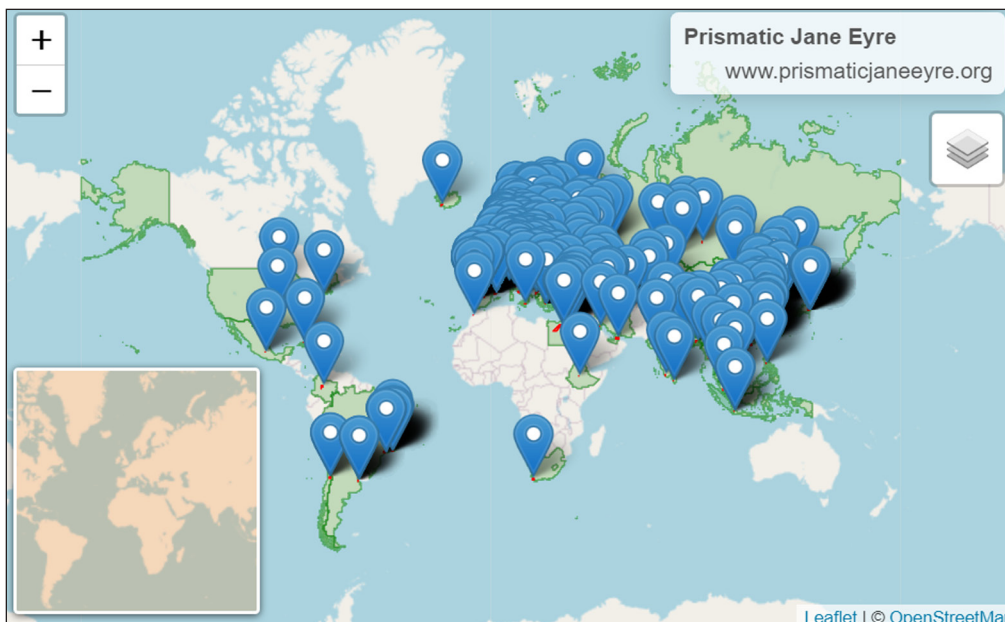 +
−
Prismatic Jane Eyre
www.prismaticjaneeyre.org
Leaflet | © OpenStreetMa